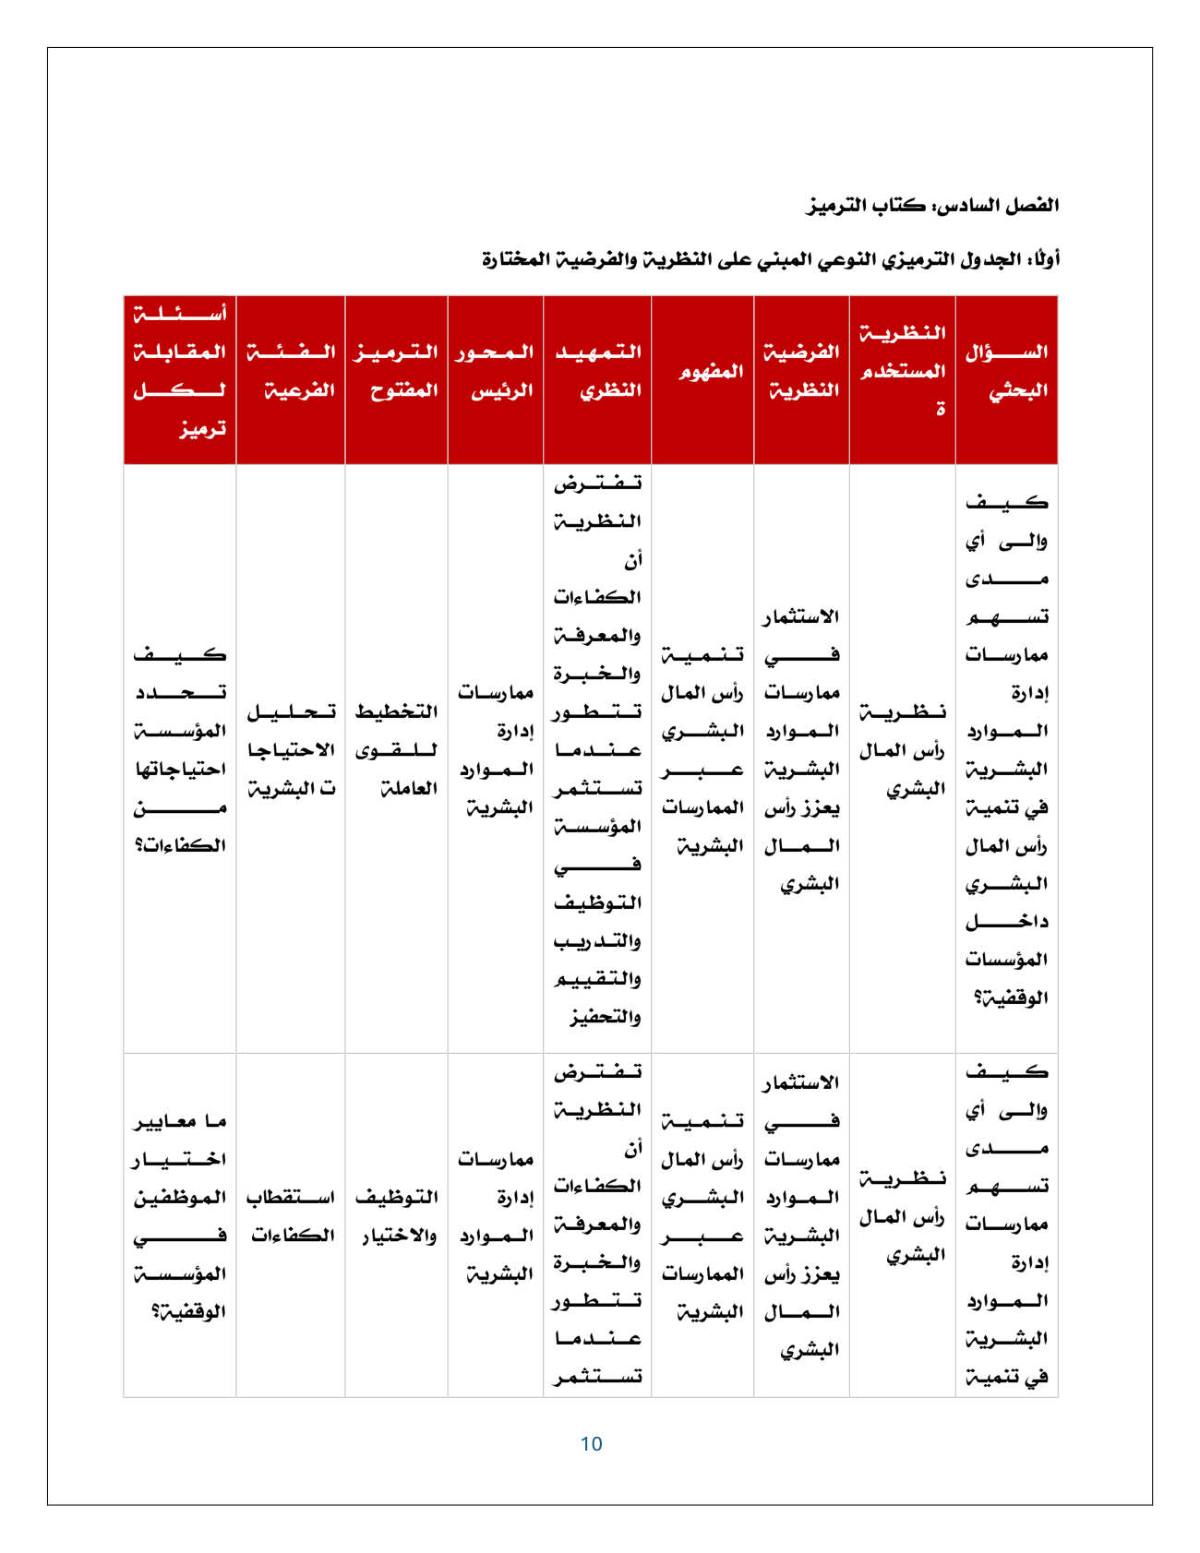 الفصل السادس: كتاب الترميز
أولًا: الجدول الترميزي النوعي المبني على النظرية والفرضية المختارة
السؤال
البحثي
النظرية
المستخدم
ة
الفرضية
النظرية
المفهوم
التمهيد
النظري
المحور
الرئيس
الترميز
المفتوح
الفئة
الفرعية
أسئلة
المقابلة
لكل
ترميز
كيف
والى أي
مدى
تسهم
ممارسات
إدارة
الموارد
البشرية
في تنمية
رأس المال
البشري
داخل
المؤسسات
الوقفية؟
نظرية
رأس المال
البشري
الاستثمار
في
ممارسات
الموارد
البشرية
يعزز رأس
المال
البشري
تنمية
رأس المال
البشري
عبر
الممارسات
البشرية
تفترض
النظرية
أن
الكفاءات
والمعرفة
والخبرة
تتطور
عندما
تستثمر
المؤسسة
في
التوظيف
والتدريب
والتقييم
والتحفيز
ممارسات
إدارة
الموارد
البشرية
التخطيط
للقوى
العاملة
تحليل
الاحتياجا
ت البشرية
كيف
تحدد
المؤسسة
احتياجاتها
من
الكفاءات؟
كيف
والى أي
مدى
تسهم
ممارسات
إدارة
الموارد
البشرية
في تنمية
نظرية
رأس المال
البشري
الاستثمار
في
ممارسات
الموارد
البشرية
يعزز رأس
المال
البشري
تنمية
رأس المال
البشري
عبر
الممارسات
البشرية
تفترض
النظرية
أن
الكفاءات
والمعرفة
والخبرة
تتطور
عندما
تستثمر
ممارسات
إدارة
الموارد
البشرية
التوظيف
والاختيار
استقطاب
الكفاءات
ما معايير
اختيار
الموظفين
في
المؤسسة
الوقفية؟
10